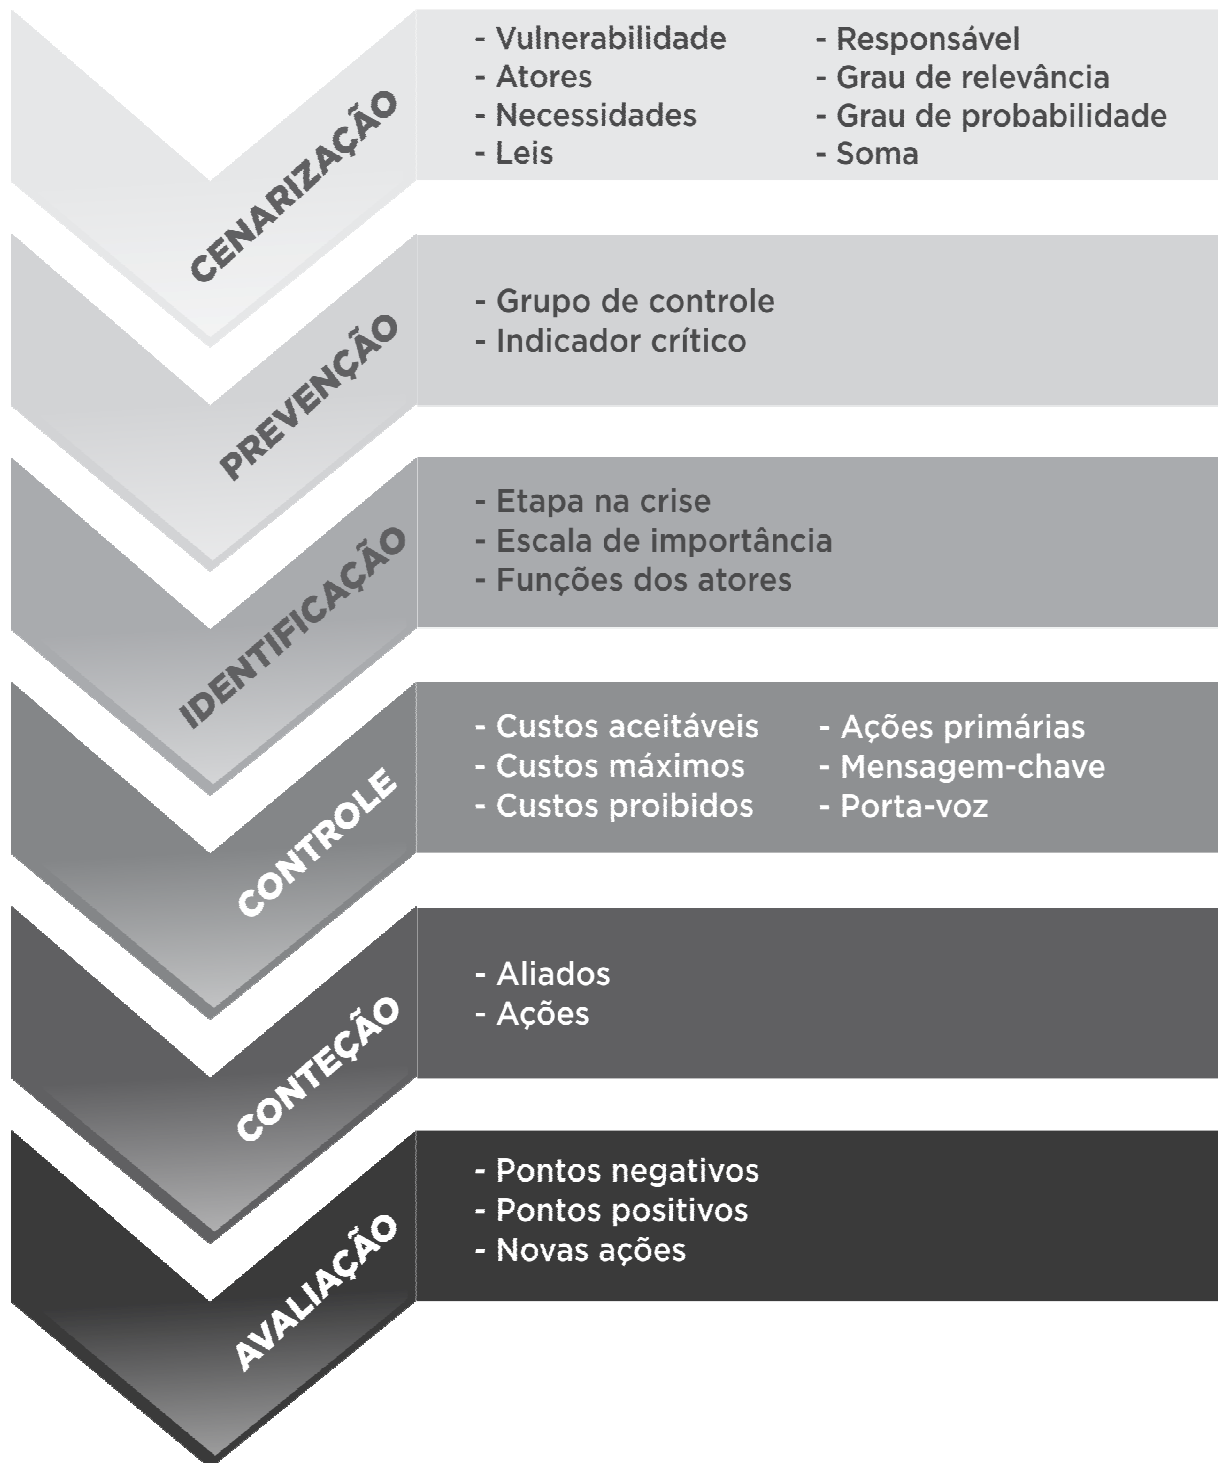 CENARIZAÇÃO
- Vulnerabilidade
- Atores
- Necessidades
- Leis
- Responsável
- Grau de relevância
- Grau de probabilidade
- Soma
PREVENÇÃO
- Grupo de controle
- Indicador crítico
IDENTIFICAÇÃO
- Etapa na crise
- Escala de importância
- Funções dos atores
CONTROLE
- Custos aceitáveis
- Custos máximos
- Custos proibidos
- Ações primárias
- Mensagem-chave
- Porta-voz
CONTEÇÃO
- Aliados
- Ações
AVALIAÇÃO
- Pontos negativos
- Pontos positivos
- Novas ações